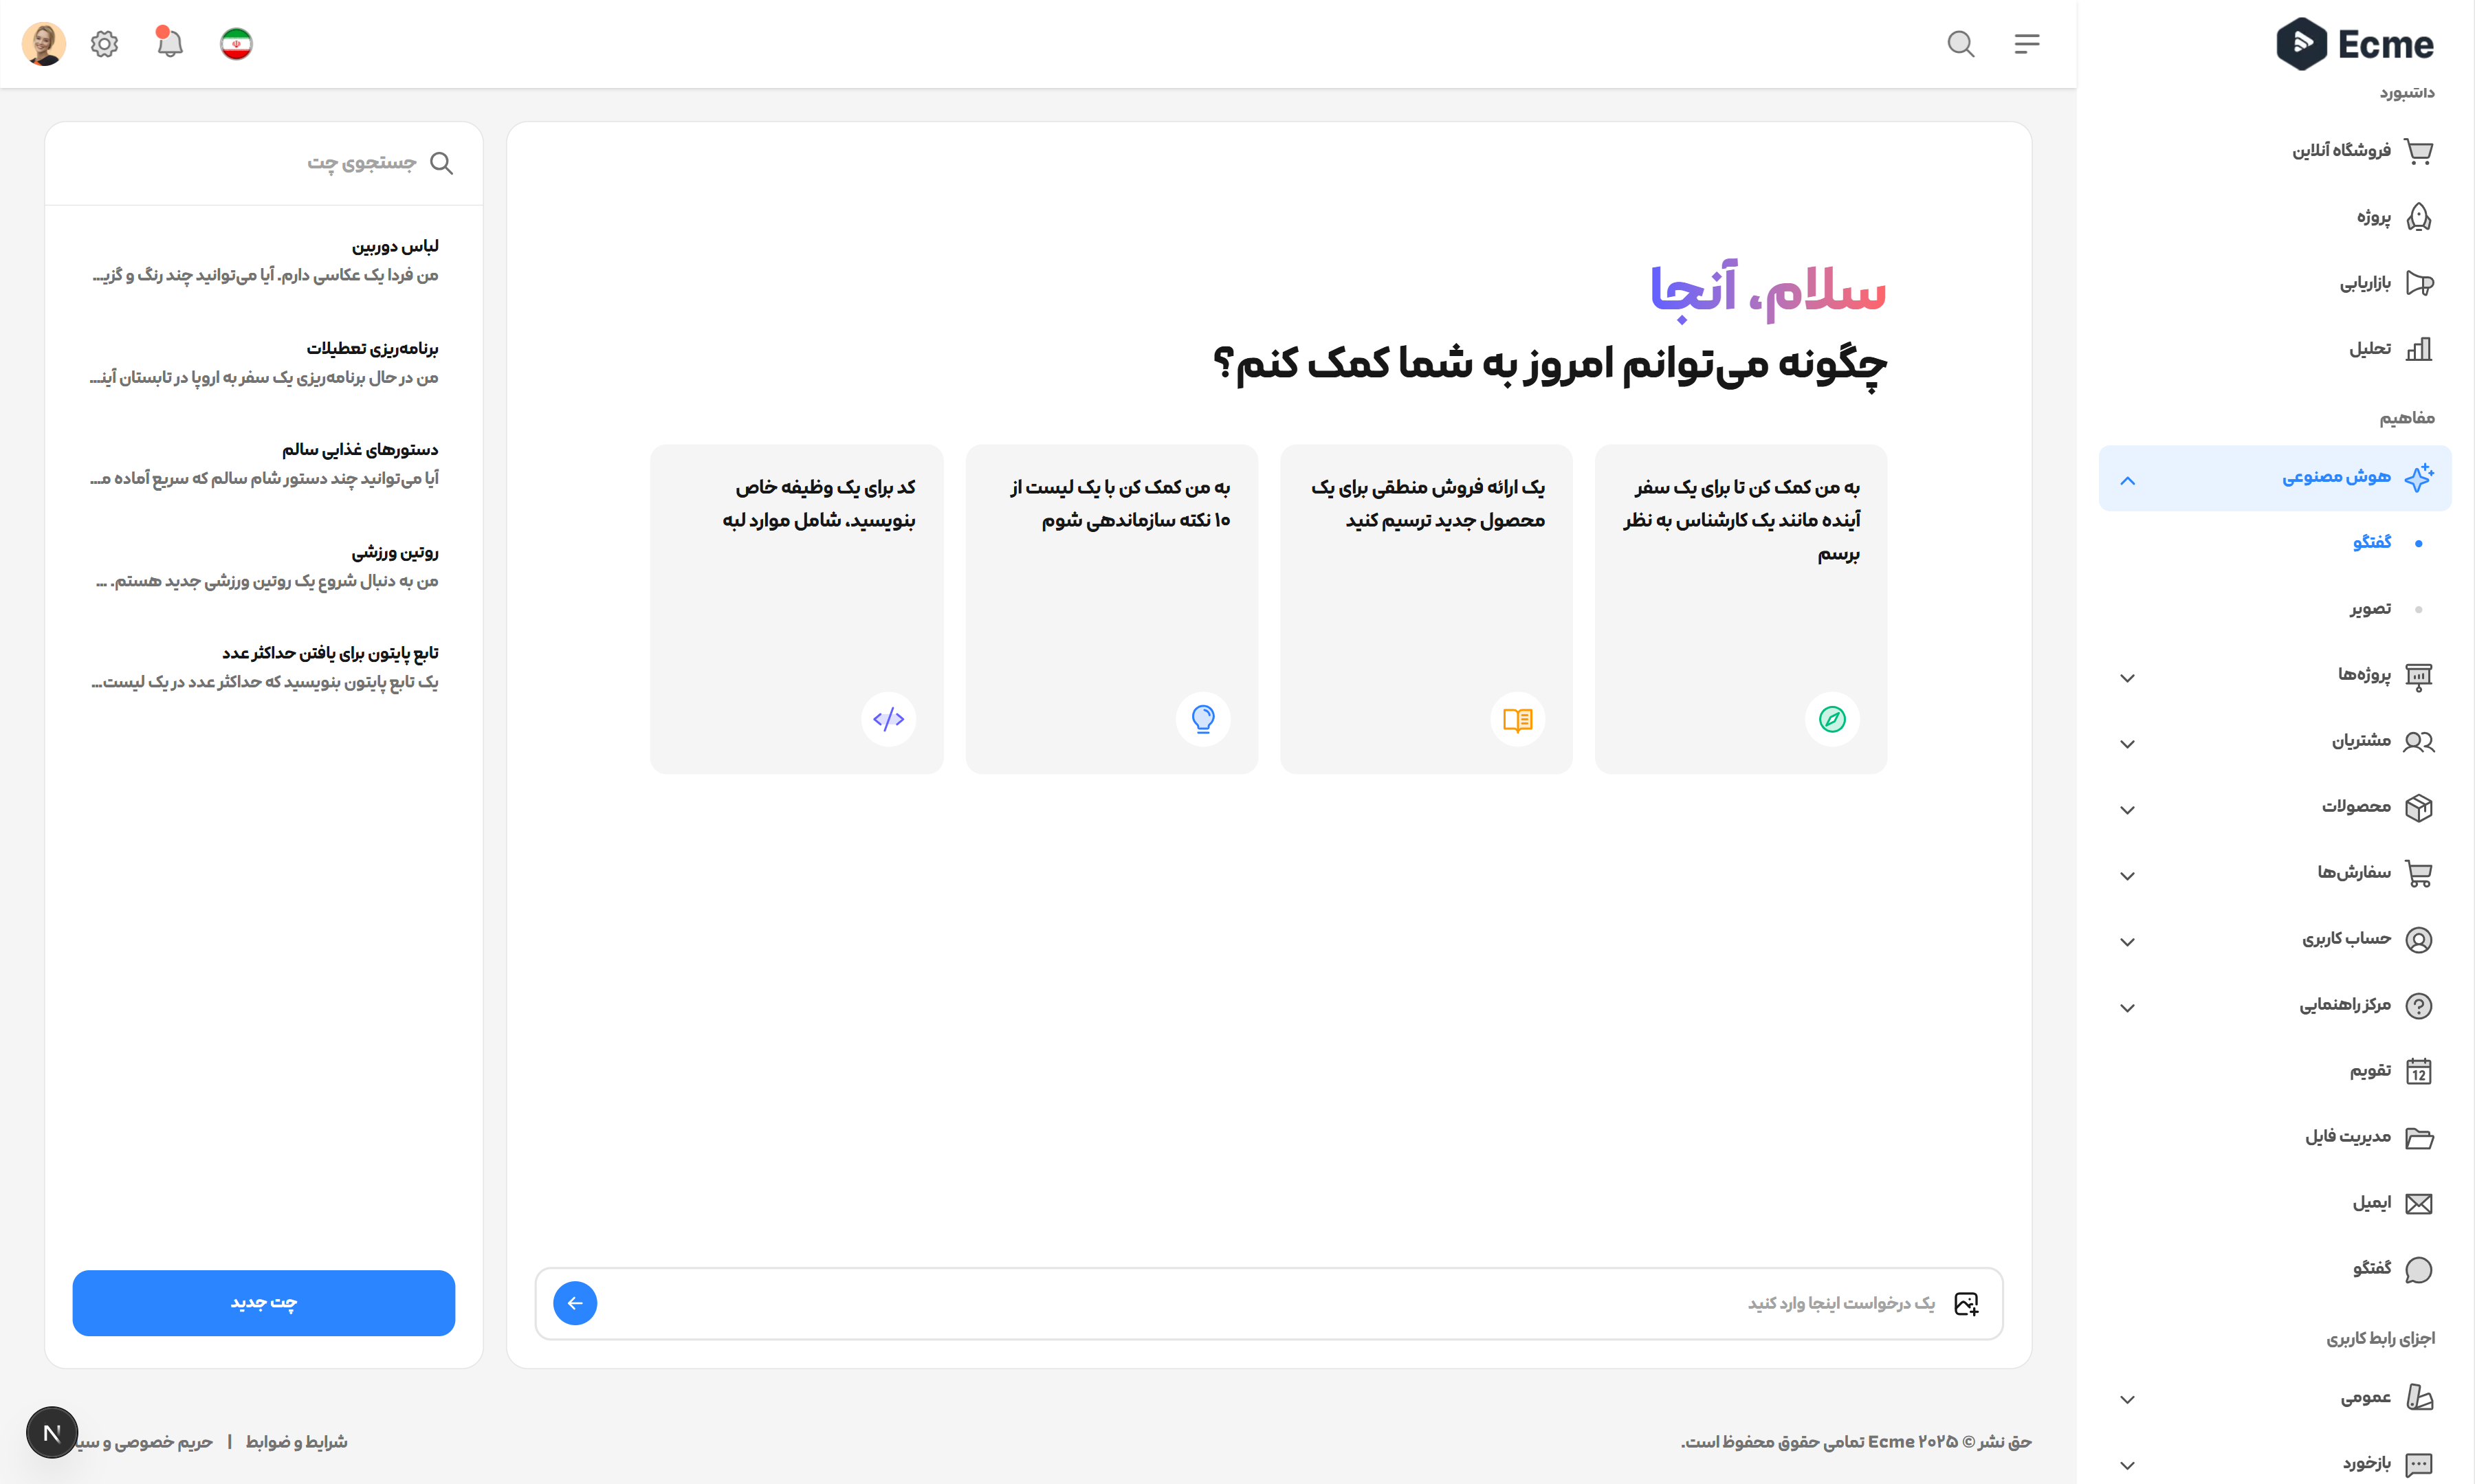 Ecme
داشبورد
فروشگاه آنلاین
پروژه
بازاریابی
تحلیل
مفاهیم
هوش مصنوعی
گفتگو
تصویر
پروژه‌ها
مشتریان
محصولات
سفارش‌ها
حساب کاربری
مرکز راهنمایی
12
تقویم
مدیریت فایل
ایمیل
گفتگو
اجزای رابط کاربری
عمومی
بازخورد
سلام، آنجا
چگونه می‌توانم امروز به شما کمک کنم؟
به من کمک کن تا برای یک سفر
آینده مانند یک کارشناس به نظر
برسم
یک ارائه فروش منطقی برای یک
محصول جدید ترسیم کنید
به من کمک کن با یک لیست از
۱۰ نکته سازماندهی شوم
کد برای یک وظیفه خاص
بنویسید، شامل موارد لبه
یک درخواست اینجا وارد کنید
جستجوی چت
لباس دوربین
من فردا یک عکاسی دارم. آیا می‌توانید چند رنگ و گزی...
برنامه‌ریزی تعطیلات
من در حال برنامه‌ریزی یک سفر به اروپا در تابستان آین...
دستورهای غذایی سالم
آیا می‌توانید چند دستور شام سالم که سریع آماده م...
روتین ورزشی
من به دنبال شروع یک روتین ورزشی جدید هستم. ...
تابع پایتون برای یافتن حداکثر عدد
یک تابع پایتون بنویسید که حداکثر عدد در یک لیست...
چت جدید
حق نشر © ۲۰۲۵ Ecme تمامی حقوق محفوظ است.
شرایط و ضوابط | حریم خصوصی و
N